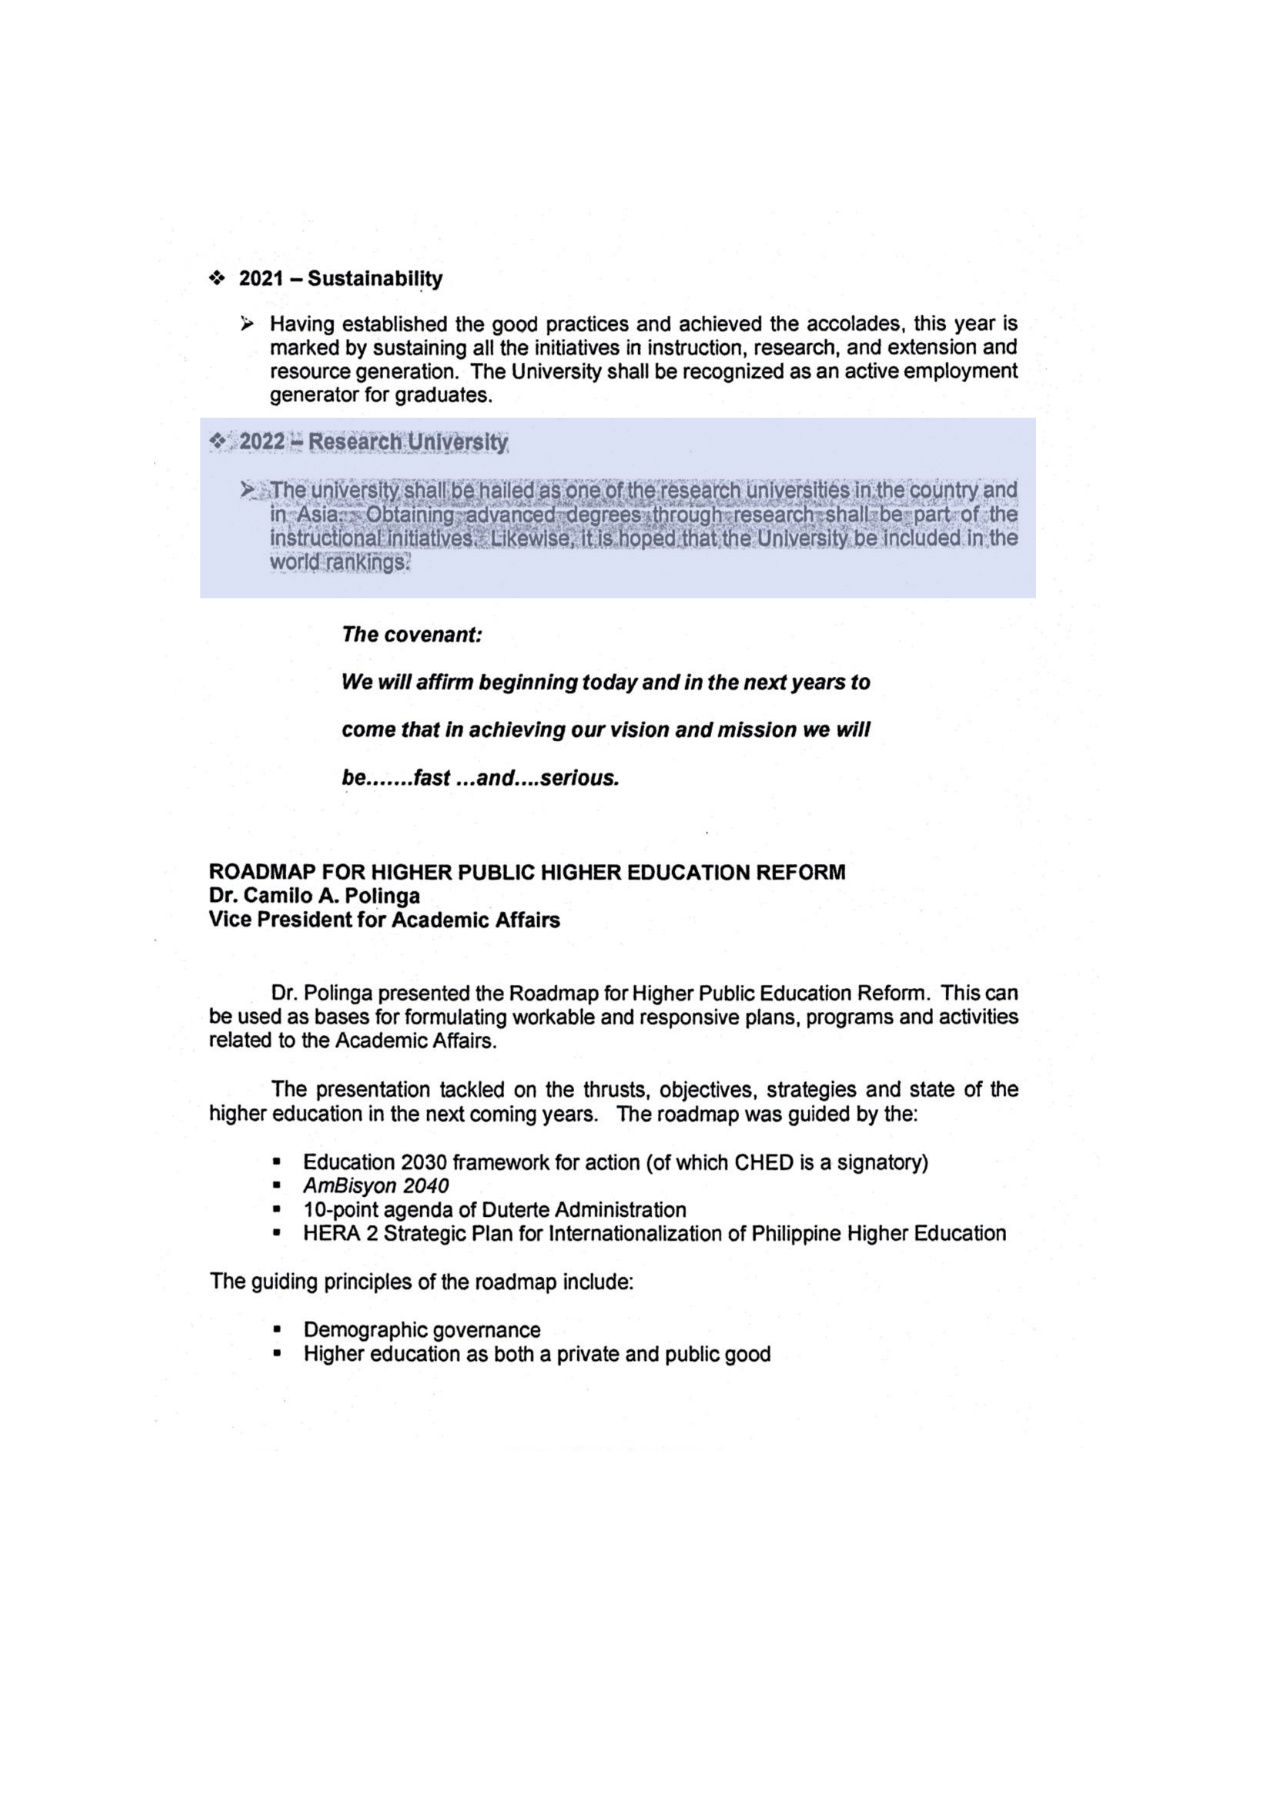 ❖ 2021 – Sustainability
➢ Having established the good practices and achieved the accolades, this year is
marked by sustaining all the initiatives in instruction, research, and extension and
resource generation. The University shall be recognized as an active employment
generator for graduates.
❖ 2022 – Research University
➢ The university shall be hailed as one of the research universities in the country and
in Asia. Obtaining advanced degrees through research shall be part of the
instructional initiatives. Likewise, it is hoped that the University be included in the
world rankings.
The covenant:
We will affirm beginning today and in the next years to
come that in achieving our vision and mission we will
be.......fast ...and....serious.
ROADMAP FOR HIGHER PUBLIC HIGHER EDUCATION REFORM
Dr. Camilo A. Polinga
Vice President for Academic Affairs
Dr. Polinga presented the Roadmap for Higher Public Education Reform. This can
be used as bases for formulating workable and responsive plans, programs and activities
related to the Academic Affairs.
The presentation tackled on the thrusts, objectives, strategies and state of the
higher education in the next coming years. The roadmap was guided by the:
▪ Education 2030 framework for action (of which CHED is a signatory)
▪ AmBisyon 2040
▪ 10-point agenda of Duterte Administration
▪ HERA 2 Strategic Plan for Internationalization of Philippine Higher Education
The guiding principles of the roadmap include:
▪ Demographic governance
▪ Higher education as both a private and public good